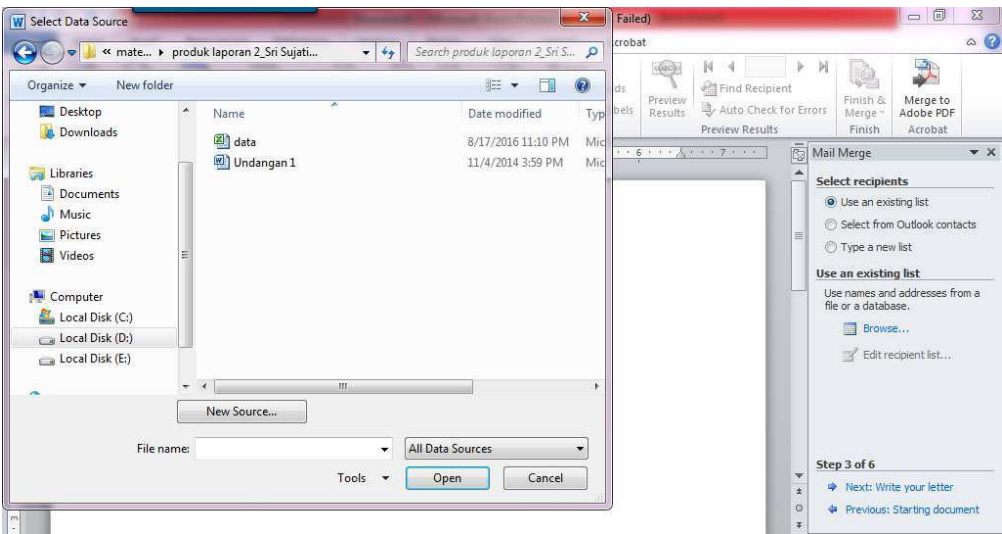 Select Data Source
Failed)
« mate... ▸ produk laporan 2_Sri Sujati...
Search produk laporan 2_Sri S...
Organize
New folder
Desktop
Downloads
Libraries
Documents
Music
Pictures
Videos
Computer
Local Disk (C:)
Local Disk (D:)
Local Disk (E:)
Name
Date modified
Typ
data
8/17/2016 11:10 PM
Mic
Undangan 1
11/4/2014 3:59 PM
Mic
New Source...
File name:
All Data Sources
Tools
Open
Cancel
crobat
ds
bels
Preview
Results
Find Recipient
Auto Check for Errors
Preview Results
Finish &
Merge
Finish
Merge to
Adobe PDF
Acrobat
6
7
Mail Merge
Select recipients
Use an existing list
Select from Outlook contacts
Type a new list
Use an existing list
Use names and addresses from a
file or a database.
Browse...
Edit recipient list...
Step 3 of 6
Next: Write your letter
Previous: Starting document